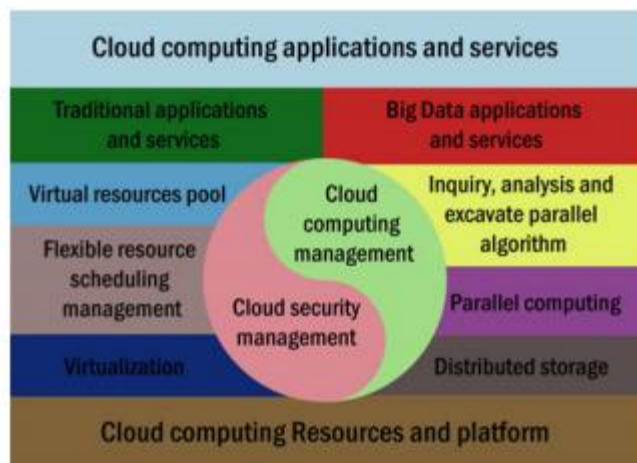 Cloud computing applications and services
Traditional applications
and services
Big Data applications
and services
Virtual resources pool
Cloud
computing
management
Inquiry, analysis and
excavate parallel
algorithm
Flexible resource
scheduling
management
Cloud security
management
Parallel computing
Virtualization
Distributed storage
Cloud computing Resources and platform